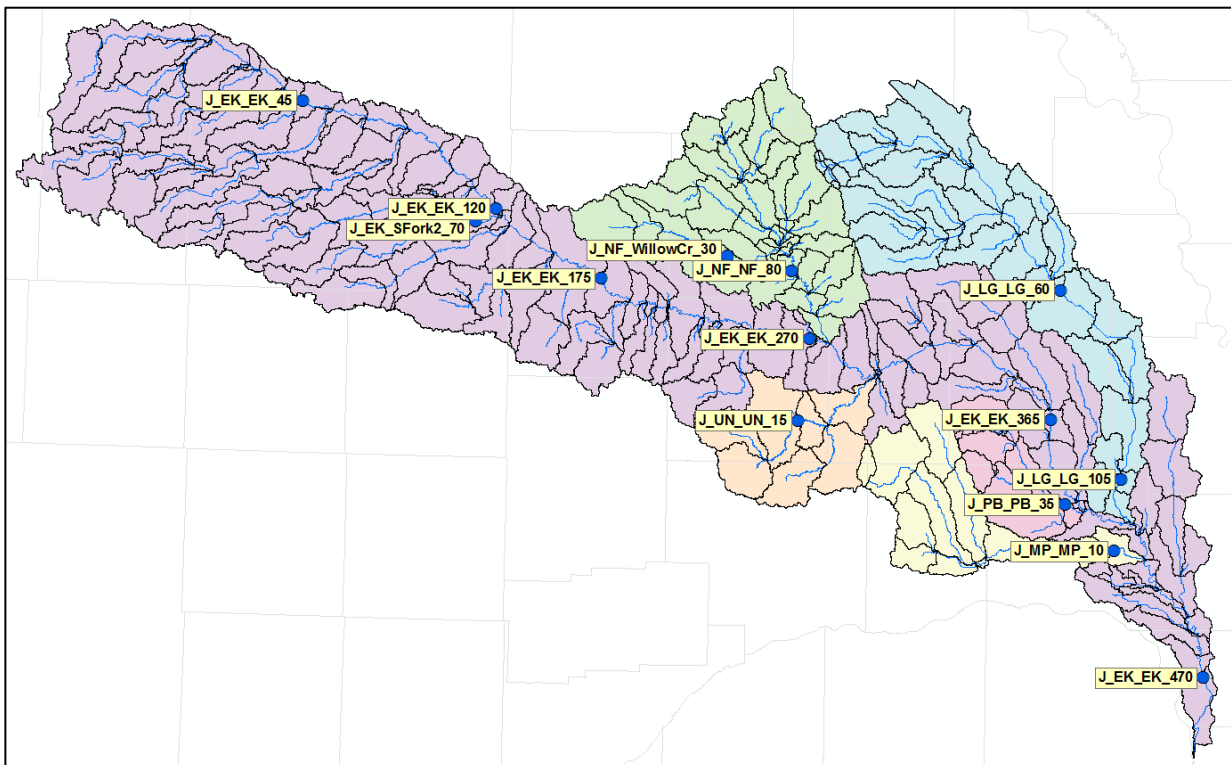 J_EK_EK_45
J_EK_EK_120
J_EK_SFork2_70
J_NF_WillowCr_30
J_NF_NF_80
J_EK_EK_175
J_LG_LG_60
J_EK_EK_270
J_UN_UN_15
J_EK_EK_365
J_LG_LG_105
J_PB_PB_35
J_MP_MP_10
J_EK_EK_470